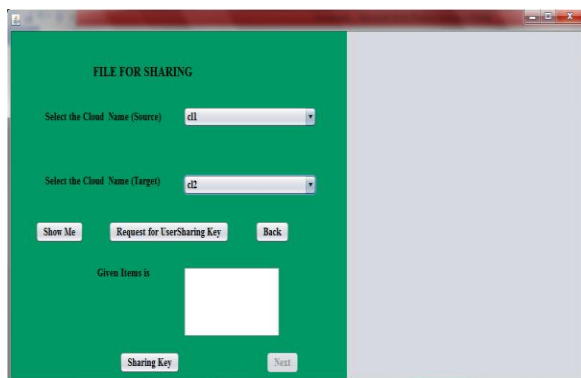 FILE FOR SHARING
Select the Cloud Name (Source) cl1
Select the Cloud Name (Target) cl2
Show Me Request for UserSharing Key Back
Given Items is
Sharing Key Next